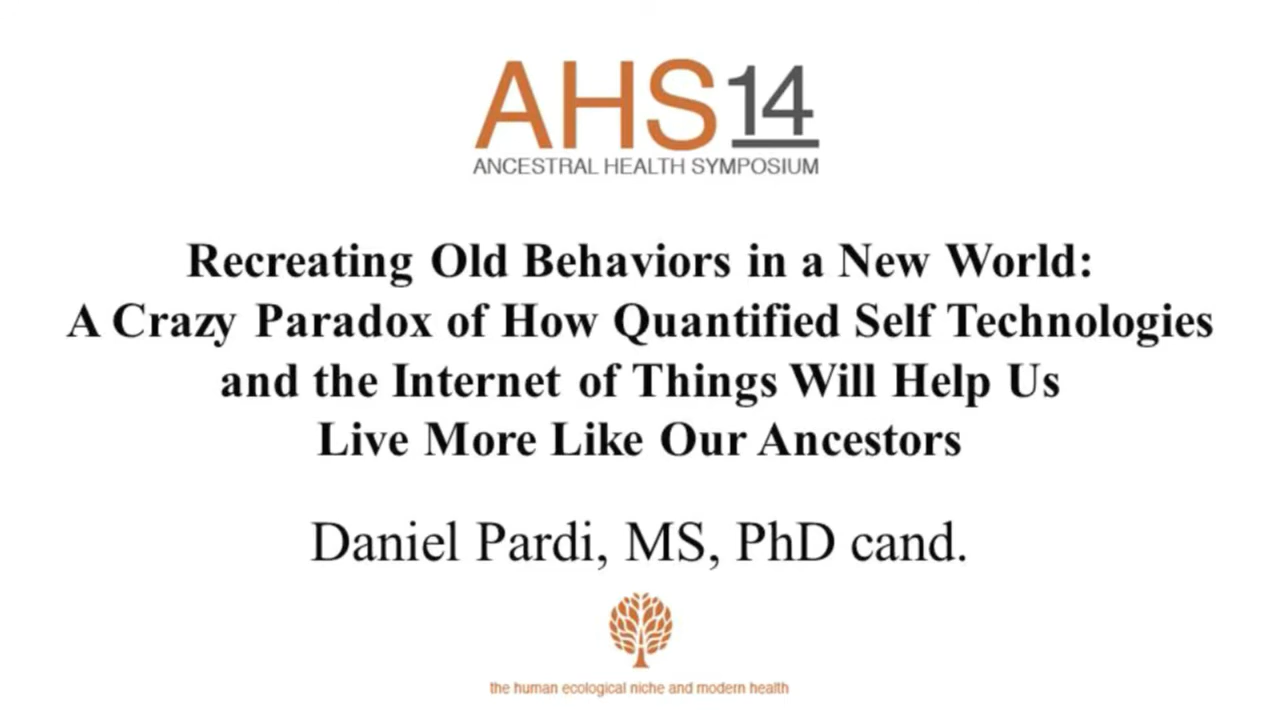 AHS14
ANCESTRAL HEALTH SYMPOSIUM
Recreating Old Behaviors in a New World:
A Crazy Paradox of How Quantified Self Technologies
and the Internet of Things Will Help Us
Live More Like Our Ancestors
Daniel Pardi, MS, PhD cand.
the human ecological niche and modern health